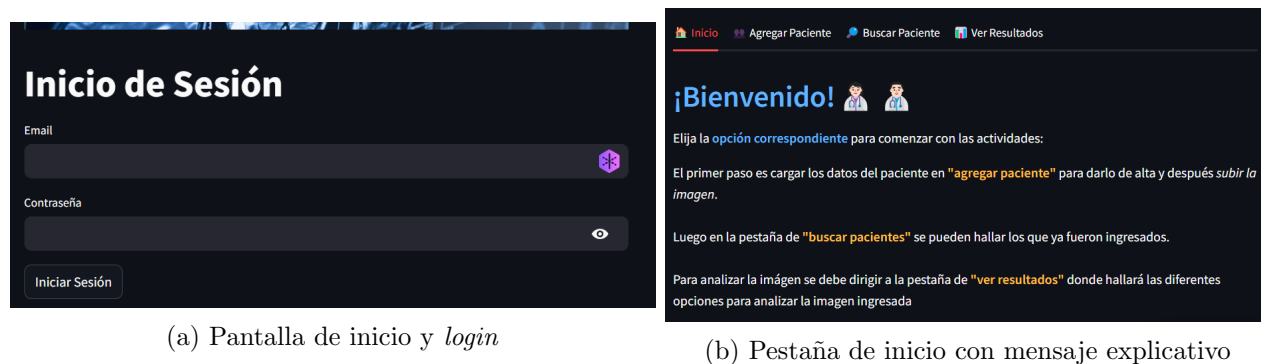 Inicio de Sesión
Email
Contraseña
Iniciar Sesión
(a) Pantalla de inicio y login
Inicio Agregar Paciente Buscar Paciente Ver Resultados
¡Bienvenido!
Elija la opción correspondiente para comenzar con las actividades:
El primer paso es cargar los datos del paciente en "agregar paciente" para darlo de alta y después subir la
imagen.
Luego en la pestaña de "buscar pacientes" se pueden hallar los que ya fueron ingresados.
Para analizar la imágen se debe dirigir a la pestaña de "ver resultados" donde hallará las diferentes
opciones para analizar la imagen ingresada
(b) Pestaña de inicio con mensaje explicativo